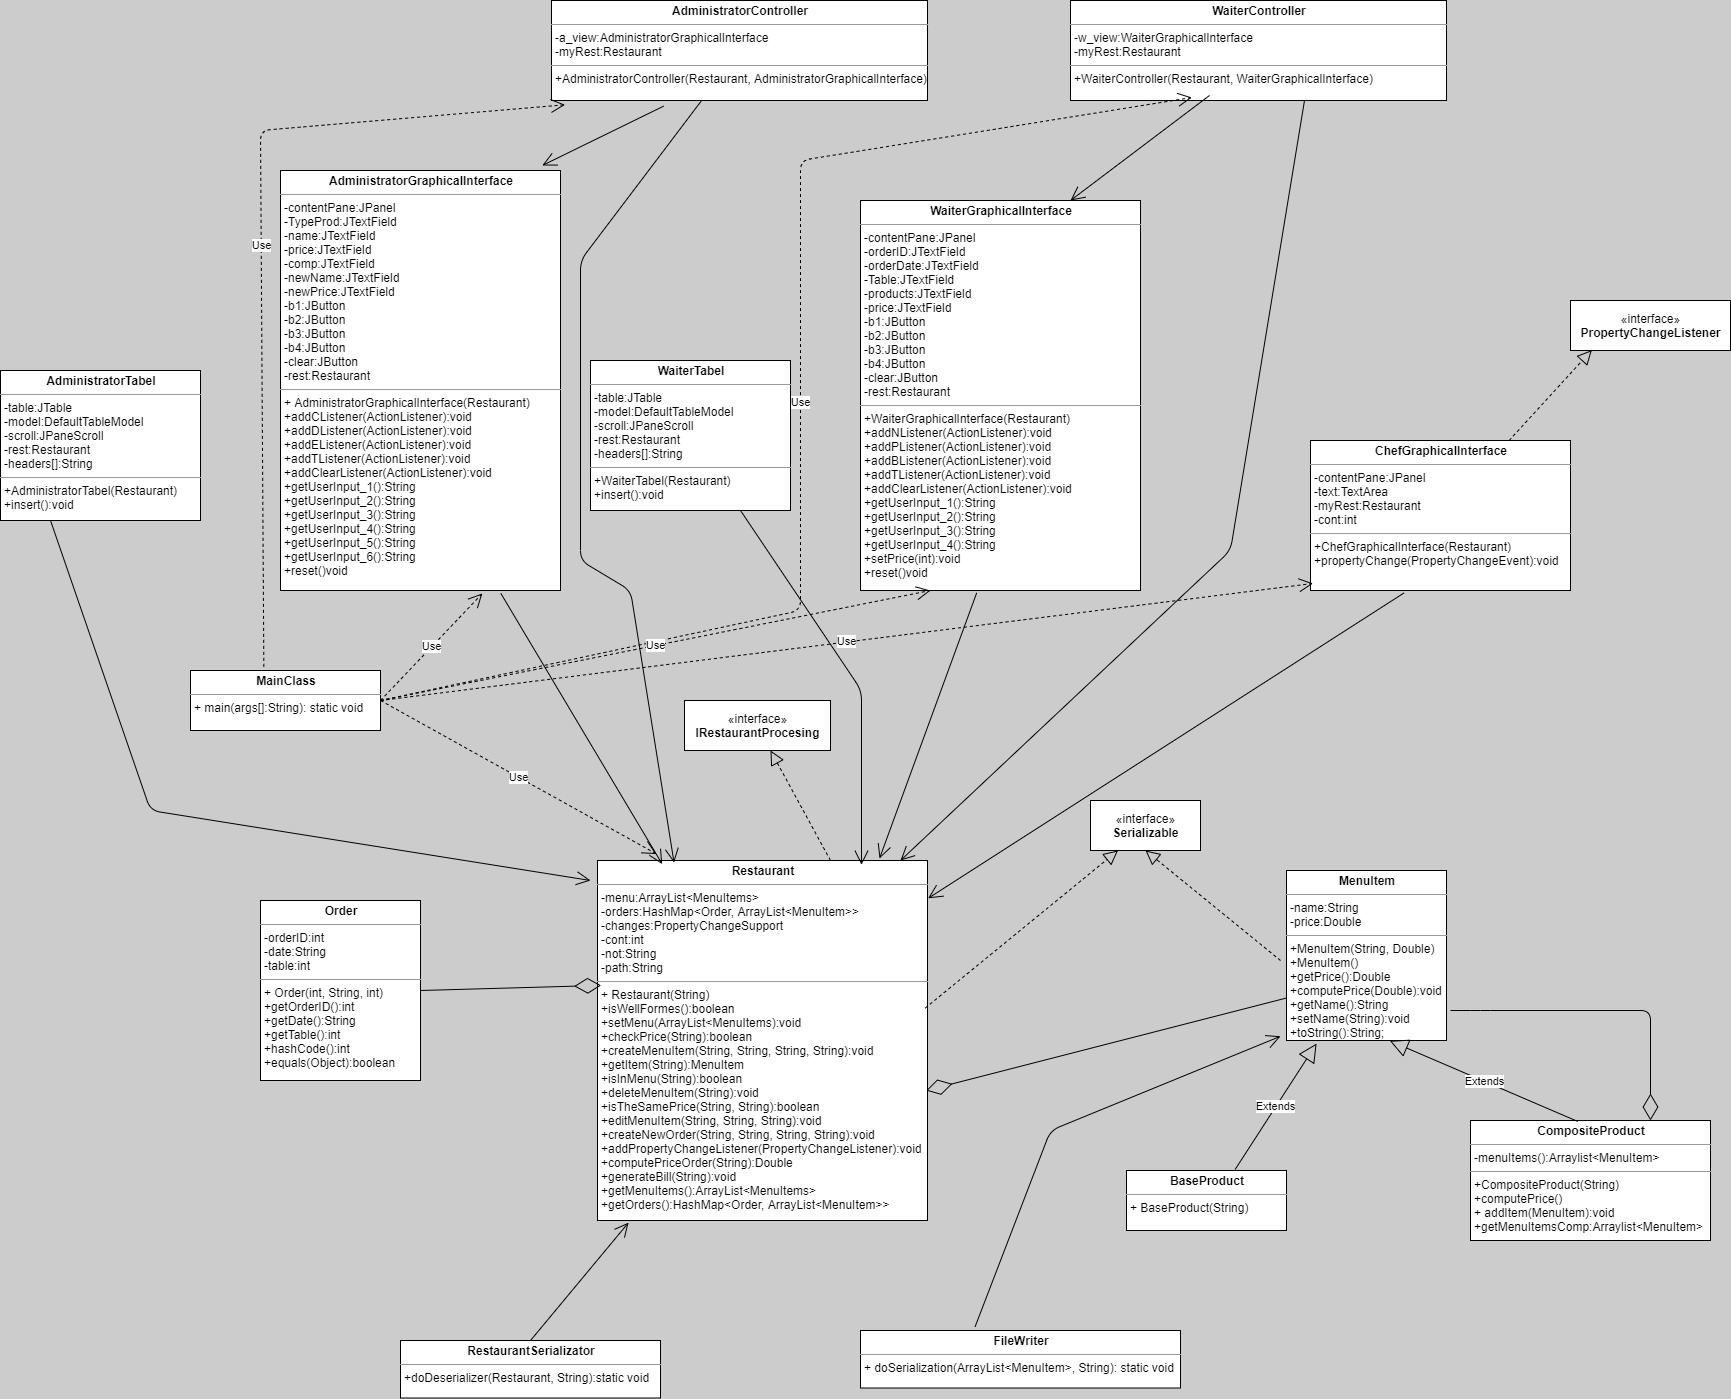 AdministratorController
-a_view:AdministratorGraphicalInterface
-myRest:Restaurant
+AdministratorController(Restaurant, AdministratorGraphicalInterface)
WaiterController
-w_view:WaiterGraphicalInterface
-myRest:Restaurant
+WaiterController(Restaurant, WaiterGraphicalInterface)
AdministratorGraphicalInterface
-contentPane:JPanel
-TypeProd:JTextField
-name:JTextField
-price:JTextField
-comp:JTextField
-newName:JTextField
-newPrice:JTextField
-b1:JButton
-b2:JButton
-b3:JButton
-b4:JButton
-clear:JButton
-rest:Restaurant
+ AdministratorGraphicalInterface(Restaurant)
+addCListener(ActionListener):void
+addDListener(ActionListener):void
+addEListener(ActionListener):void
+addTListener(ActionListener):void
+addClearListener(ActionListener):void
+getUserInput_1():String
+getUserInput_2():String
+getUserInput_3():String
+getUserInput_4():String
+getUserInput_5():String
+getUserInput_6():String
+reset()void
Use
WaiterGraphicalInterface
-contentPane:JPanel
-orderID:JTextField
-orderDate:JTextField
-Table:JTextField
-products:JTextField
-price:JTextField
-b1:JButton
-b2:JButton
-b3:JButton
-b4:JButton
-clear:JButton
-rest:Restaurant
+WaiterGraphicalInterface(Restaurant)
+addNListener(ActionListener):void
+addPListener(ActionListener):void
+addBListener(ActionListener):void
+addTListener(ActionListener):void
+addClearListener(ActionListener):void
+getUserInput_1():String
+getUserInput_2():String
+getUserInput_3():String
+getUserInput_4():String
+setPrice(int):void
+reset()void
«interface»
PropertyChangeListener
AdministratorTabel
-table:JTable
-model:DefaultTableModel
-scroll:JPaneScroll
-rest:Restaurant
-headers[]:String
+AdministratorTabel(Restaurant)
+insert():void
WaiterTabel
-table:JTable
-model:DefaultTableModel
-scroll:JPaneScroll
-rest:Restaurant
-headers[]:String
+WaiterTabel(Restaurant)
+insert():void
Use
ChefGraphicalInterface
-contentPane:JPanel
-text:TextArea
-myRest:Restaurant
-cont:int
+ChefGraphicalInterface(Restaurant)
+propertyChange(PropertyChangeEvent):void
Use
Use
Use
MainClass
+ main(args[]:String): static void
«interface»
IRestaurantProcesing
Use
«interface»
Serializable
Restaurant
-menu:ArrayList<MenuItems>
-orders:HashMap<Order, ArrayList<MenuItem>>
-changes:PropertyChangeSupport
-cont:int
-not:String
-path:String
+ Restaurant(String)
+isWellFormes():boolean
+setMenu(ArrayList<MenuItems):void
+checkPrice(String):boolean
+createMenuItem(String, String, String, String):void
+getItem(String):MenuItem
+isInMenu(String):boolean
+deleteMenuItem(String):void
+isTheSamePrice(String, String):boolean
+editMenuItem(String, String, String):void
+createNewOrder(String, String, String, String):void
+addPropertyChangeListener(PropertyChangeListener):void
+computePriceOrder(String):Double
+generateBill(String):void
+getMenuItems():ArrayList<MenuItems>
+getOrders():HashMap<Order, ArrayList<MenuItem>>
Order
-orderID:int
-date:String
-table:int
+ Order(int, String, int)
+getOrderID():int
+getDate():String
+getTable():int
+hashCode():int
+equals(Object):boolean
MenuItem
-name:String
-price:Double
+MenuItem(String, Double)
+MenuItem()
+getPrice():Double
+computePrice(Double):void
+getName():String
+setName(String):void
+toString():String;
Extends
Extends
BaseProduct
+ BaseProduct(String)
CompositeProduct
-menuItems():Arraylist<MenuItem>
+CompositeProduct(String)
+computePrice()
+ addItem(MenuItem):void
+getMenuItemsComp:Arraylist<MenuItem>
RestaurantSerializator
+doDeserializer(Restaurant, String):static void
FileWriter
+ doSerialization(ArrayList<MenuItem>, String): static void